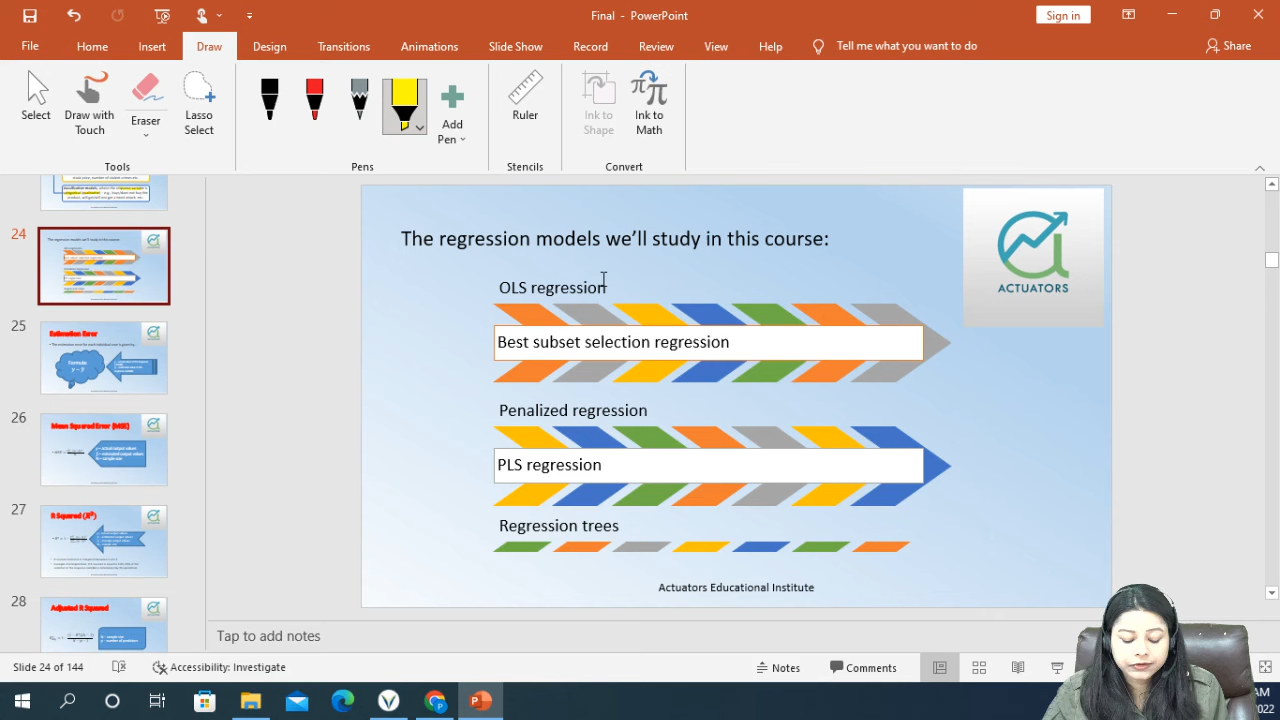 Final - PowerPoint
Sign in
File Home Insert Draw Design Transitions Animations Slide Show Record Review View Help Tell me what you want to do
Share
Select
Draw with Touch
Eraser
Lasso Select
Add Pen
Ruler
Ink to Shape
Ink to Math
Tools Pens Stencils Convert
24
25
Estimation Error
26
Mean Squared Error (MSE)
27
R Squared (R²)
28
Adjusted R Squared
The regression models we'll study in this course:
OLS regression
Best subset selection regression
Penalized regression
PLS regression
Regression trees
Actuators Educational Institute
ACTUATORS
Tap to add notes
Slide 24 of 144
Accessibility: Investigate
Notes
Comments
AM
2022